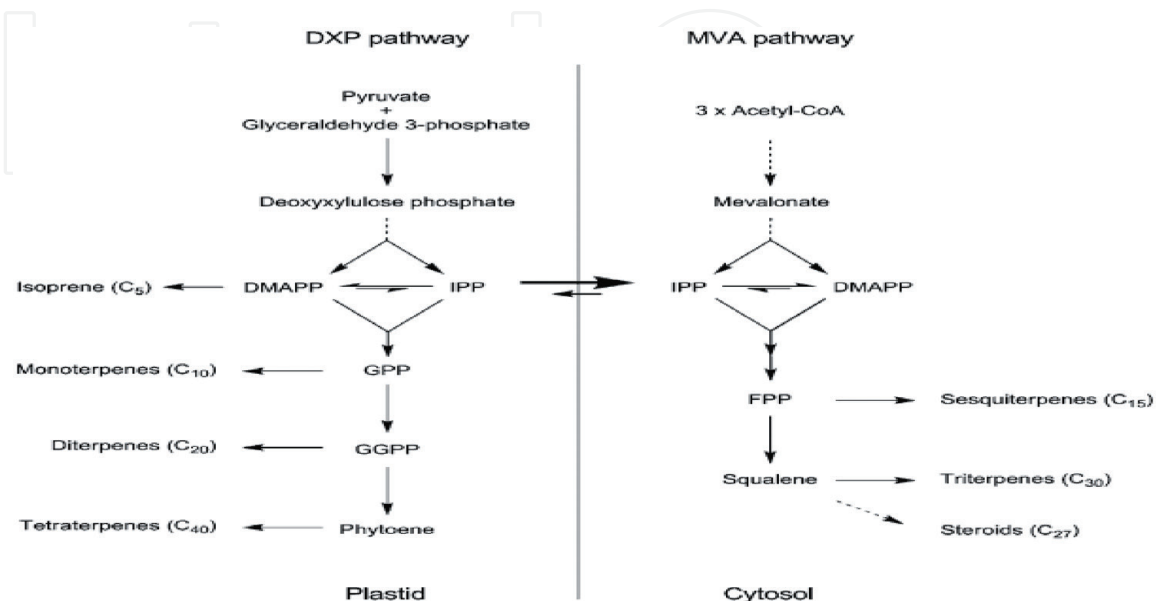 DXP pathway
MVA pathway
Pyruvate
+
Glyceraldehyde 3-phosphate
3 x Acetyl-CoA
Deoxyxylulose phosphate
Mevalonate
Isoprene (C₅)
DMAPP
IPP
IPP
DMAPP
Monoterpenes (C₁₀)
GPP
FPP
Sesquiterpenes (C₁₅)
Diterpenes (C₂₀)
GGPP
Squalene
Triterpenes (C₃₀)
Tetraterpenes (C₄₀)
Phytoene
Steroids (C₂₇)
Plastid
Cytosol